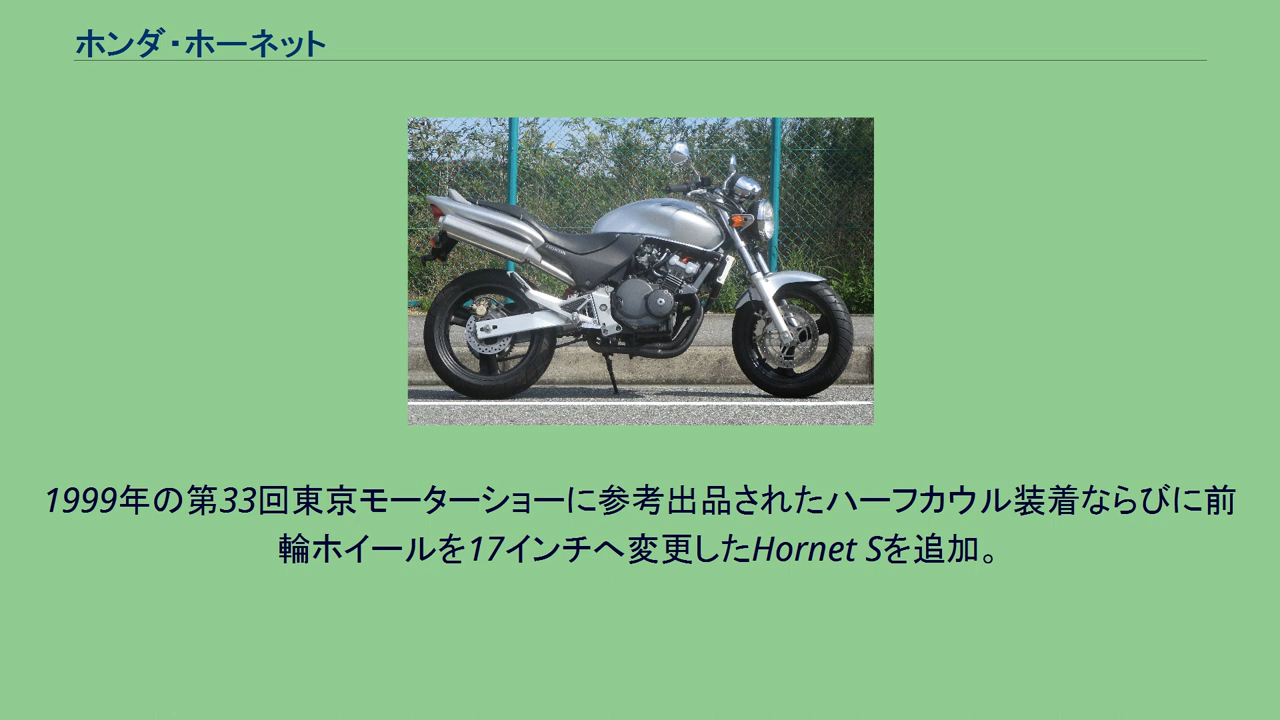 ホンダ・ホーネット
1999年の第33回東京モーターショーに参考出品されたハーフカウル装着ならびに前
輪ホイールを17インチへ変更したHornet Sを追加。